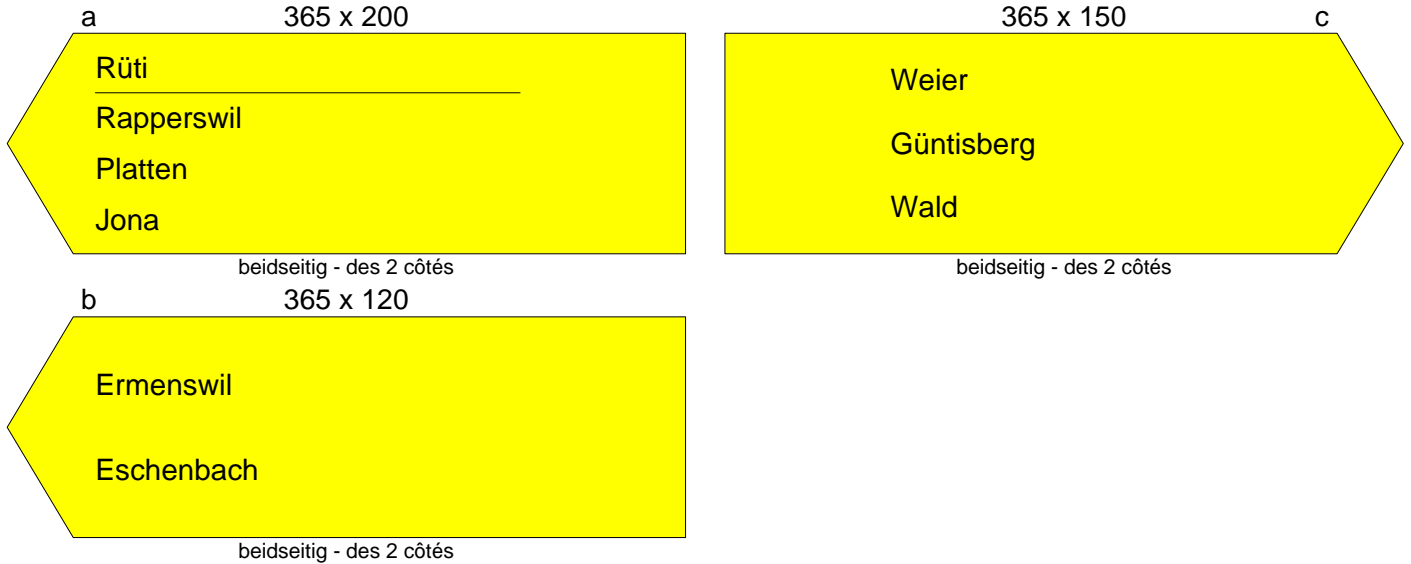 a 365 x 200
Rüti
Rapperswil
Platten
Jona
beidseitig - des 2 côtés
365 x 150 c
Weier
Güntisberg
Wald
beidseitig - des 2 côtés
b 365 x 120
Ermenswil
Eschenbach
beidseitig - des 2 côtés